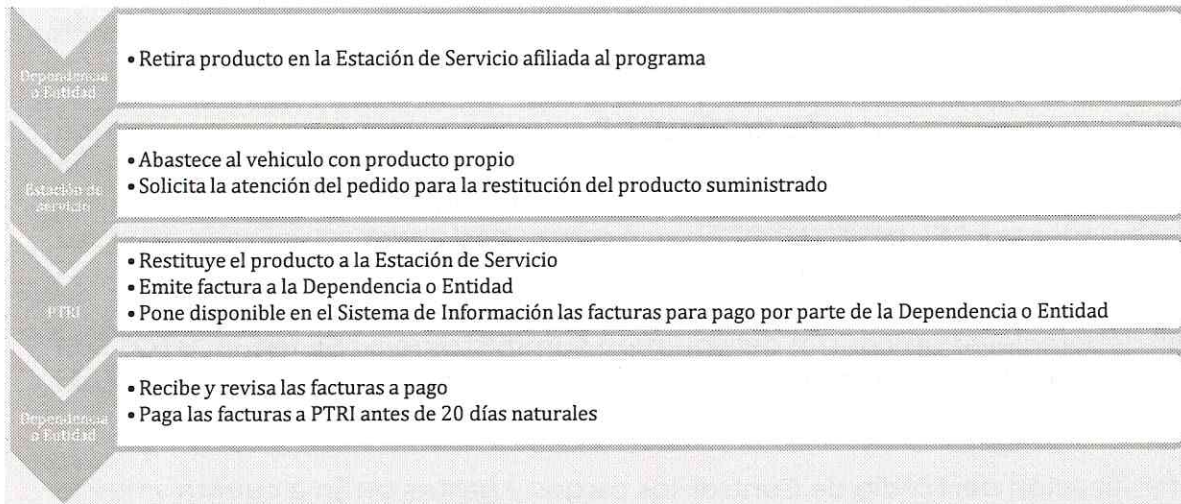 Dependencia
o Entidad
• Retira producto en la Estación de Servicio afiliada al programa
Estación de
servicio
• Abastece al vehiculo con producto propio
• Solicita la atención del pedido para la restitución del producto suministrado
PTRI
• Restituye el producto a la Estación de Servicio
• Emite factura a la Dependencia o Entidad
• Pone disponible en el Sistema de Información las facturas para pago por parte de la Dependencia o Entidad
Dependencia
o Entidad
• Recibe y revisa las facturas a pago
• Paga las facturas a PTRI antes de 20 días naturales